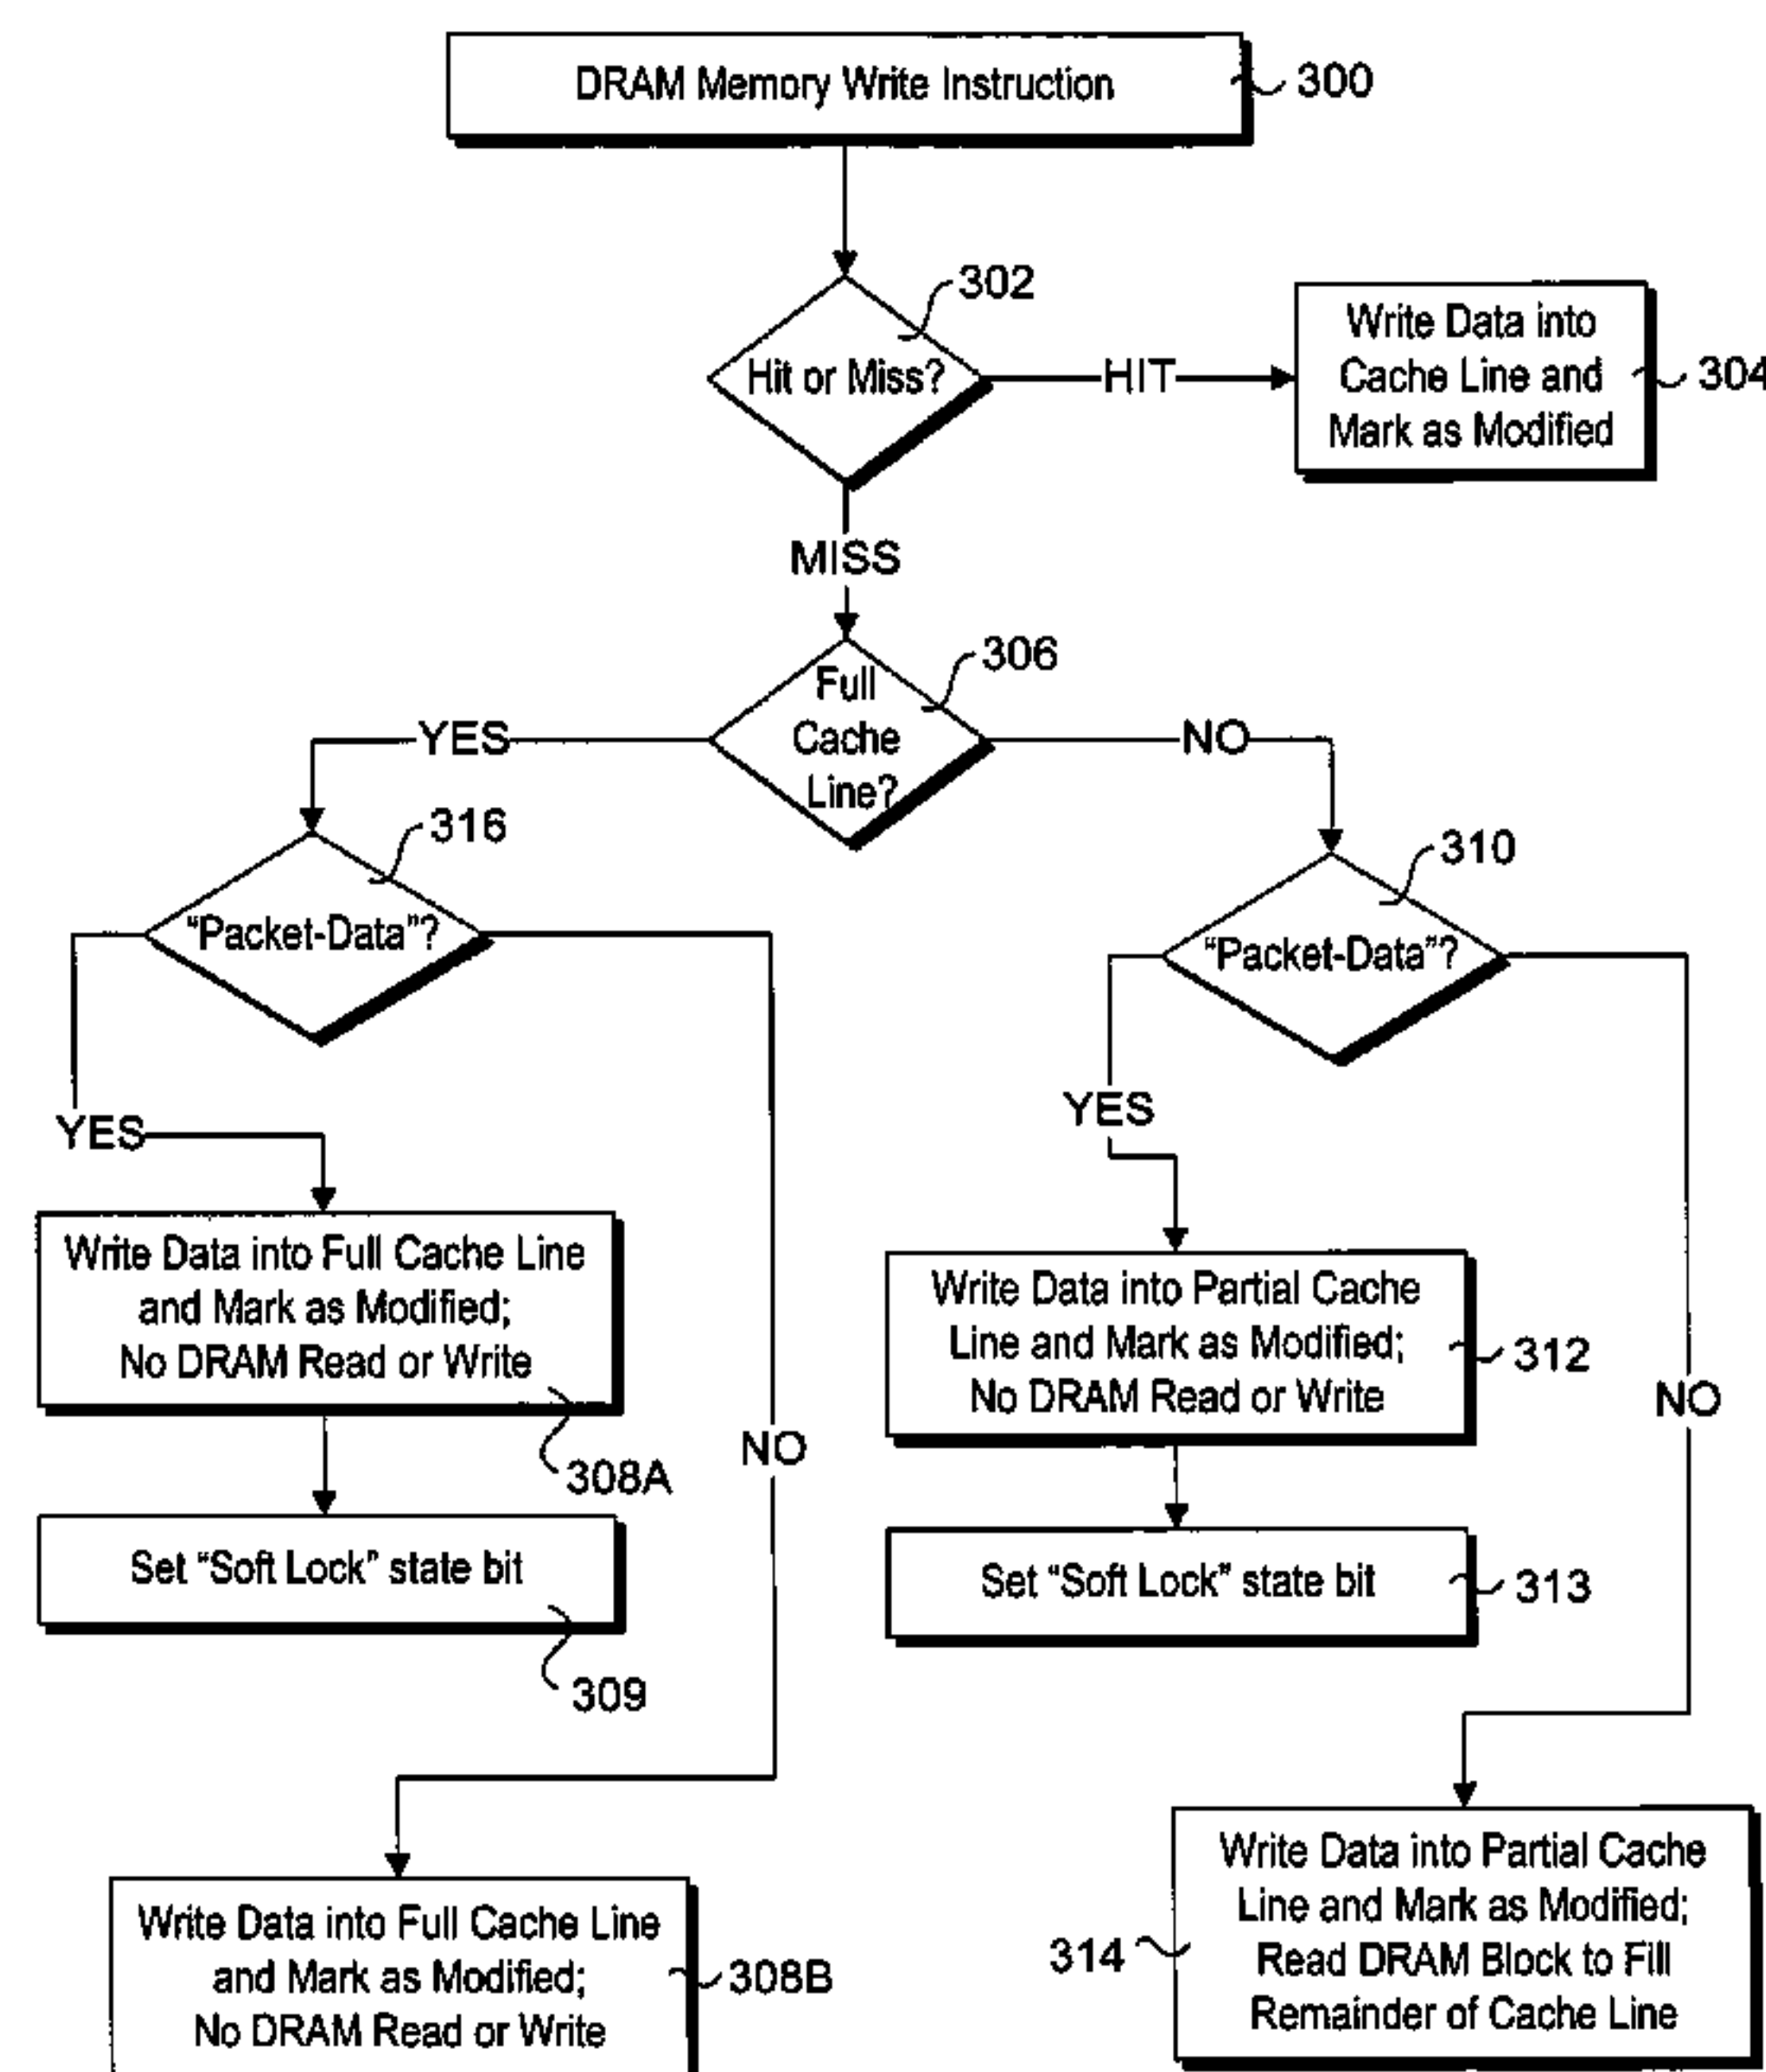 DRAM Memory Write Instruction
300
302
Hit or Miss?
HIT
Write Data into
Cache Line and
Mark as Modified
304
MISS
306
Full
Cache
Line?
YES
NO
316
"Packet-Data"?
310
"Packet-Data"?
YES
YES
Write Data into Full Cache Line
and Mark as Modified;
No DRAM Read or Write
308A
NO
Write Data into Partial Cache
Line and Mark as Modified;
No DRAM Read or Write
312
NO
Set "Soft Lock" state bit
309
Set "Soft Lock" state bit
313
Write Data into Full Cache Line
and Mark as Modified;
No DRAM Read or Write
308B
314
Write Data into Partial Cache
Line and Mark as Modified;
Read DRAM Block to Fill
Remainder of Cache Line